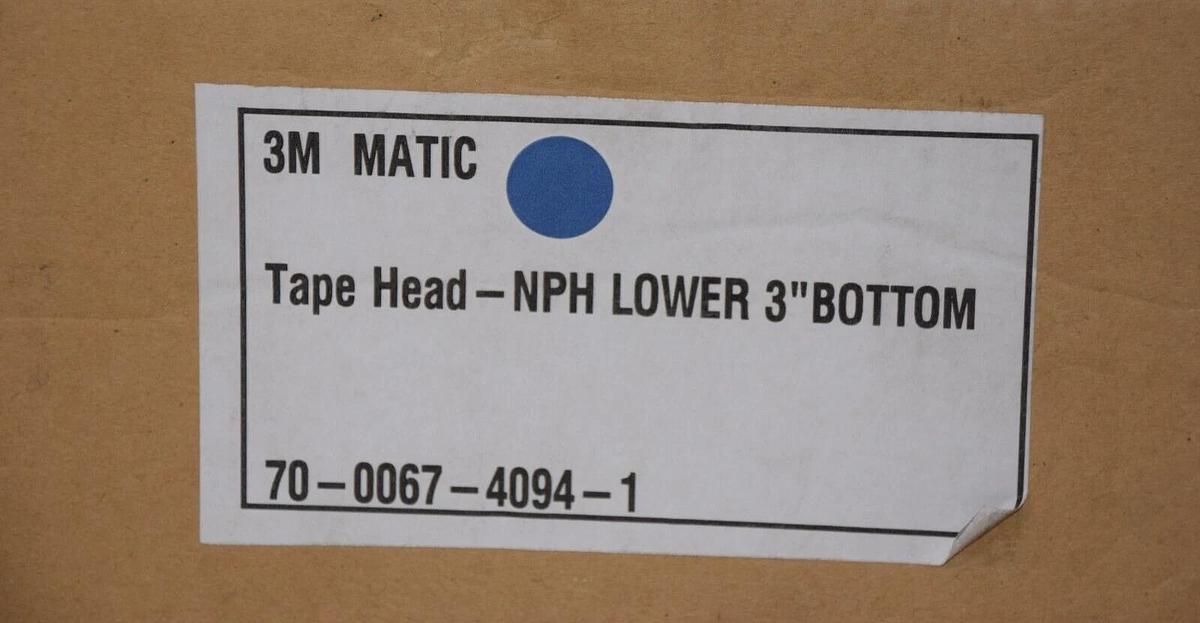 3M MATIC
Tape Head – NPH LOWER 3"BOTTOM
70 – 0067 – 4094 – 1